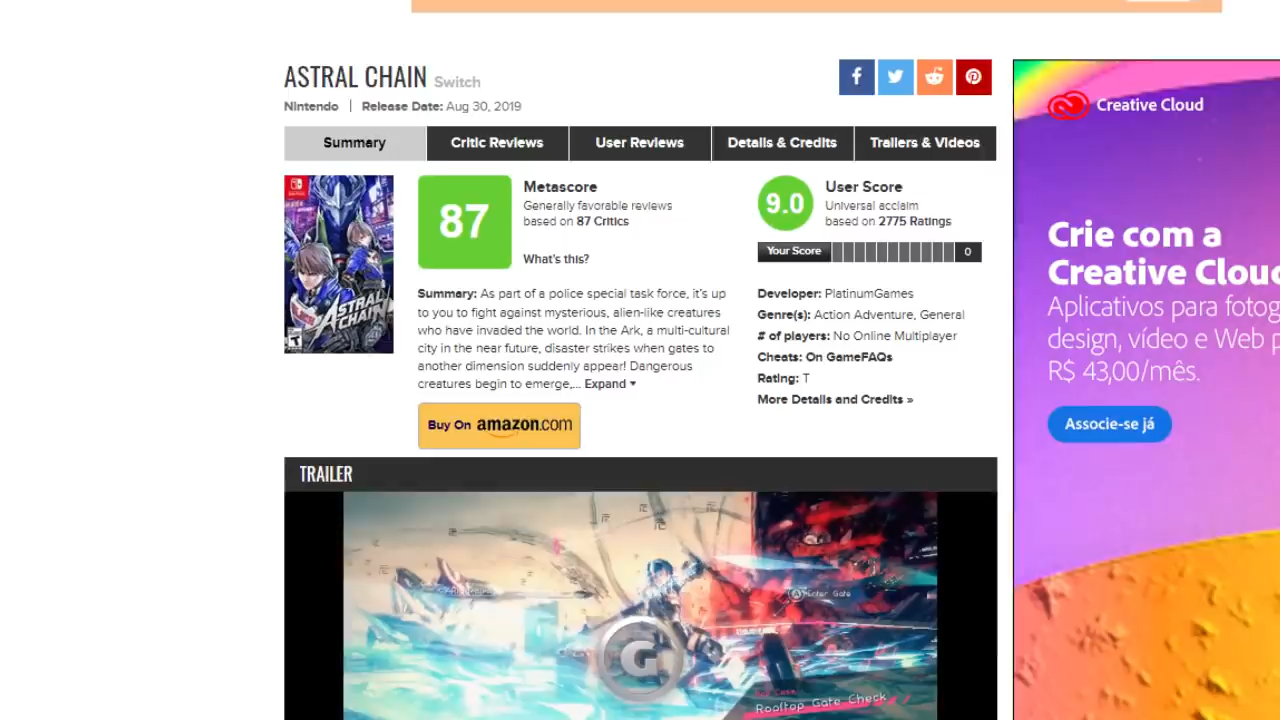 ASTRAL CHAIN Switch
Nintendo | Release Date: Aug 30, 2019
Summary
Critic Reviews
User Reviews
Details & Credits
Trailers & Videos
ASTRAL CHAIN
87
Metascore
Generally favorable reviews
based on 87 Critics
What's this?
9.0
User Score
Universal acclaim
based on 2775 Ratings
Your Score
0
Summary: As part of a police special task force, it's up
to you to fight against mysterious, alien-like creatures
who have invaded the world. In the Ark, a multi-cultural
city in the near future, disaster strikes when gates to
another dimension suddenly appear! Dangerous
creatures begin to emerge,... Expand
Buy On amazon.com
Developer: PlatinumGames
Genre(s): Action Adventure, General
# of players: No Online Multiplayer
Cheats: On GameFAQs
Rating: T
More Details and Credits »
TRAILER
G
Rooftop Gate Check
Creative Cloud
Crie com a
Creative Clou
Aplicativos para fotog
design, vídeo e Web p
R$ 43,00/mês.
Associe-se já